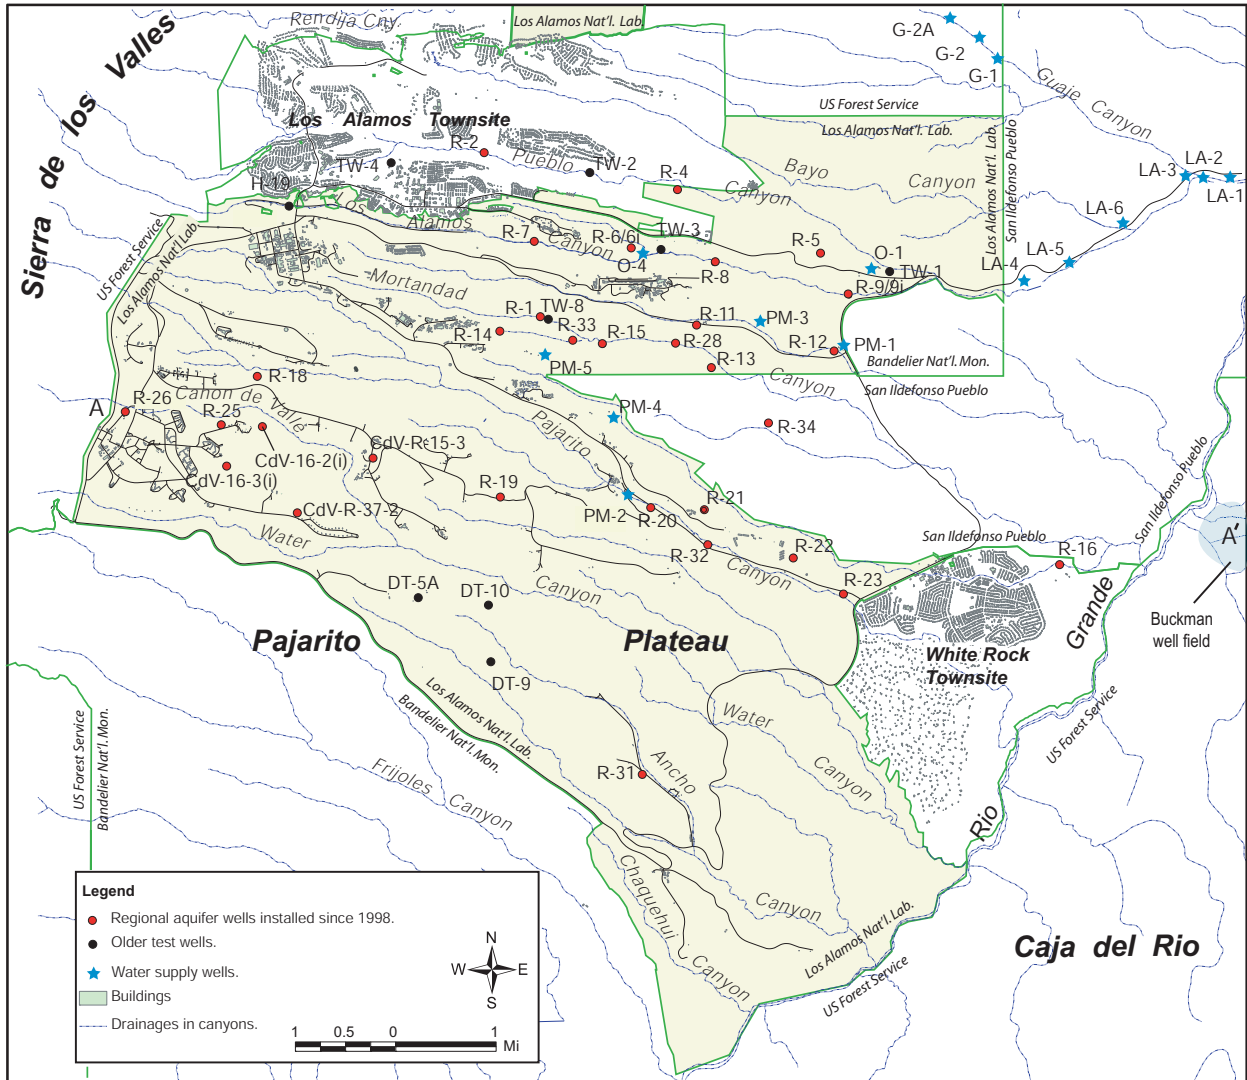 Rendija Cny.
Los Alamos Nat'l. Lab.
G-2A
G-2
G-1
Guaje Canyon
Sierra de los Valles
US Forest Service
Los Alamos Nat'l. Lab.
Los Alamos Nat'l. Lab.
San Ildefonso Pueblo
Los Alamos Townsite
R-2
TW-4
Pueblo
TW-2
R-4
Canyon
Bayo
Canyon
LA-3
LA-2
LA-1
H-19
Los
Alamos
Canyon
R-7
R-6/6i
TW-3
O-4
R-8
R-5
O-1
TW-1
LA-6
LA-5
LA-4
US Forest Service
Los Alamos Nat'l. Lab.
Mortandad
R-9/9i
R-1
TW-8
R-14
R-33
R-15
R-11
PM-3
R-28
R-12
PM-1
R-13
Bandelier Nat'l. Mon.
San Ildefonso Pueblo
PM-5
Canyon
R-18
Cañon de Valle
A
R-26
R-25
PM-4
Pajarito
R-34
CdV-R-15-3
CdV-16-2(i)
CdV-16-3(i)
R-19
CdV-R-37-2
PM-2
R-20
R-21
San Ildefonso Pueblo
A'
Water
R-32
R-22
San Ildefonso Pueblo
R-16
Canyon
Canyon
DT-5A
DT-10
R-23
Buckman
well field
Pajarito
Plateau
Grande
White Rock
Townsite
DT-9
Los Alamos Nat'l. Lab.
Bandelier Nat'l. Mon.
US Forest Service
Bandelier Nat'l. Mon.
Water
Canyon
US Forest Service
Frijoles Canyon
R-31
Ancho
Rio
Chaquehui
Canyon
Canyon
Los Alamos Nat'l. Lab.
US Forest Service
Caja del Rio
Legend
Regional aquifer wells installed since 1998.
Older test wells.
Water supply wells.
Buildings
Drainages in canyons.
N
W
E
S
1 0.5 0 1
Mi